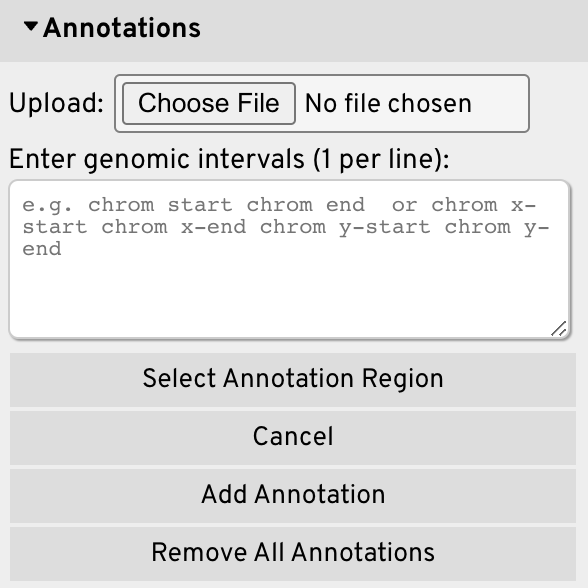 Annotations
Upload: Choose File No file chosen
Enter genomic intervals (1 per line):
e.g. chrom start chrom end  or chrom x-
start chrom x-end chrom y-start chrom y-
end
Select Annotation Region
Cancel
Add Annotation
Remove All Annotations